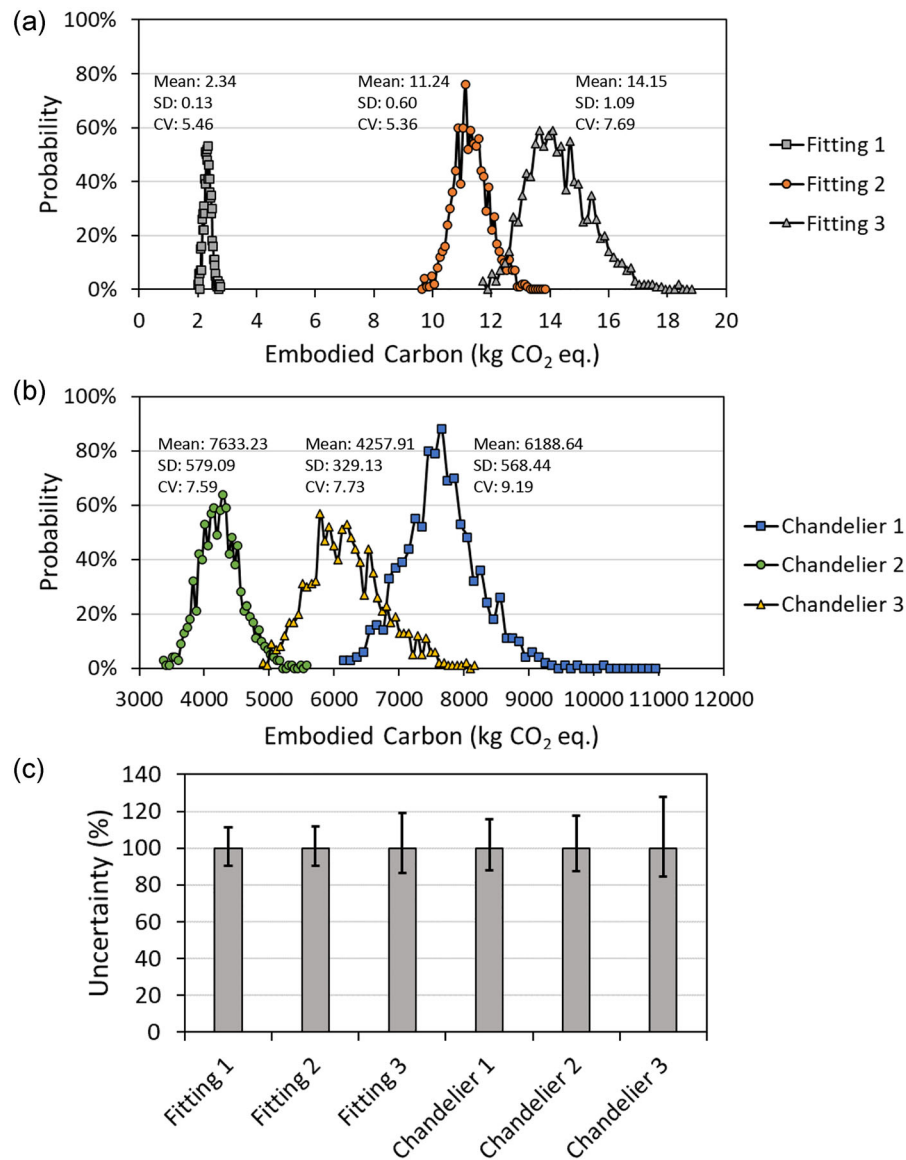 (a)
100%
80%
60%
40%
20%
0%
Probability
Mean: 2.34
SD: 0.13
CV: 5.46
Mean: 11.24
SD: 0.60
CV: 5.36
Mean: 14.15
SD: 1.09
CV: 7.69
Fitting 1
Fitting 2
Fitting 3
0 2 4 6 8 10 12 14 16 18 20
Embodied Carbon (kg CO₂ eq.)
(b)
100%
80%
60%
40%
20%
0%
Probability
Mean: 7633.23
SD: 579.09
CV: 7.59
Mean: 4257.91
SD: 329.13
CV: 7.73
Mean: 6188.64
SD: 568.44
CV: 9.19
Chandelier 1
Chandelier 2
Chandelier 3
3000 4000 5000 6000 7000 8000 9000 10000 11000 12000
Embodied Carbon (kg CO₂ eq.)
(c)
140
120
100
80
60
40
20
0
Uncertainty (%)
Fitting 1
Fitting 2
Fitting 3
Chandelier 1
Chandelier 2
Chandelier 3